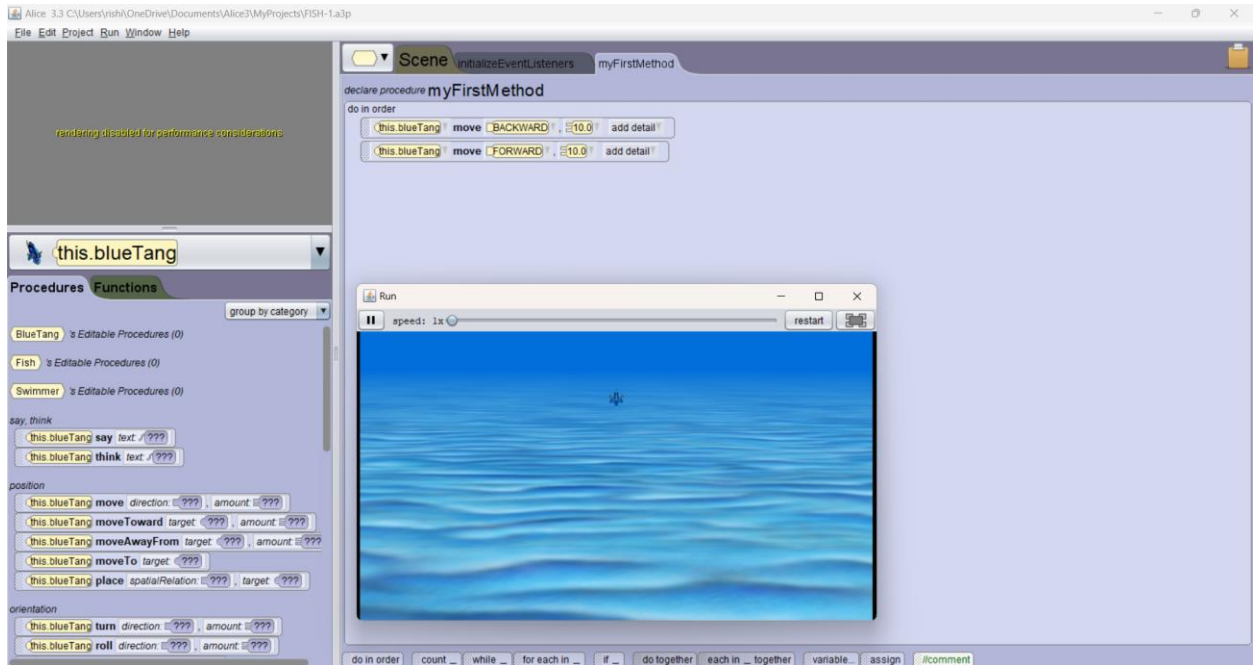 Alice 3.3 C:\Users\rishi\OneDrive\Documents\Alice3\MyProjects\FISH-1.a3p
File Edit Project Run Window Help
rendering disabled for performance considerations
this.blueTang
Procedures Functions
group by category
BlueTang 's Editable Procedures (0)
Fish 's Editable Procedures (0)
Swimmer 's Editable Procedures (0)
say, think
this.blueTang say text: ???
this.blueTang think text: ???
position
this.blueTang move direction: ??? , amount: ???
this.blueTang moveToward target: ??? , amount: ???
this.blueTang moveAwayFrom target: ??? , amount: ???
this.blueTang moveTo target: ???
this.blueTang place spatialRelation: ??? , target: ???
orientation
this.blueTang turn direction: ??? , amount: ???
this.blueTang roll direction: ??? , amount: ???
Scene initializeEventListeners myFirstMethod
declare procedure myFirstMethod
do in order
this.blueTang move BACKWARD , 10.0 add detail
this.blueTang move FORWARD , 10.0 add detail
Run
speed: 1x restart
do in order count _ while _ for each in _ if _ do together each in _ together variable... assign //comment